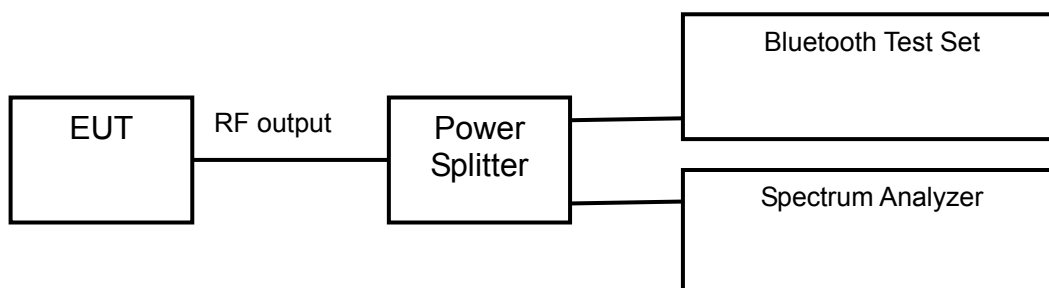 Bluetooth Test Set
EUT
RF output
Power
Splitter
Spectrum Analyzer